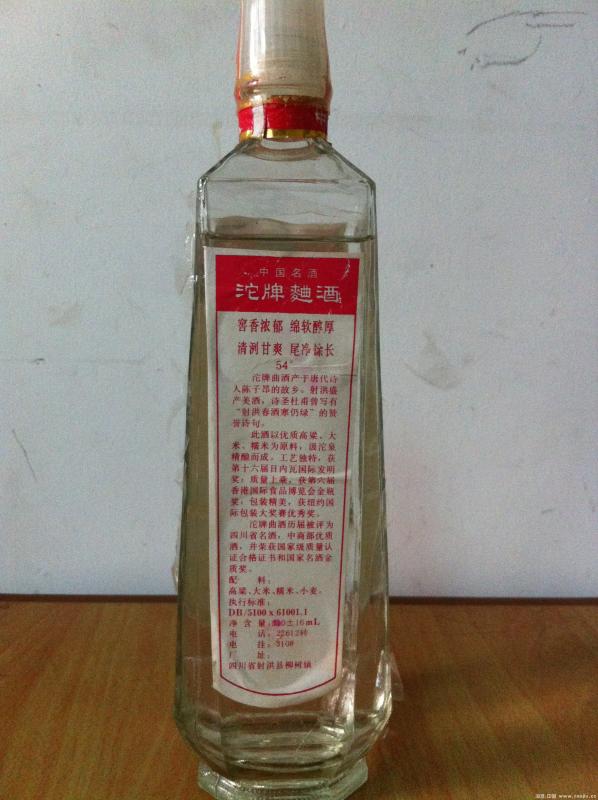 中国名酒
沱牌麯酒
窖香浓郁 绵软醇厚
清洌甘爽 尾净馀长
54°
沱牌曲酒产于唐代诗
人陈子昂的故乡。射洪盛
产美酒，诗圣杜甫曾写有
“射洪春酒寒仍绿”的赞
誉诗句。
此酒以优质高粱、大
米、糯米为原料，汲沱泉
精酿而成。工艺独特，获
第十六届日内瓦国际发明
奖；质量上乘，获第六届
香港国际食品博览会金瓶
奖；包装精美，获纽约国
际包装大奖赛优秀奖。
沱牌曲酒历届被评为
四川省名酒，中商部优质
酒，并荣获国家级质量认
证合格证书和国家名酒金
质奖。
配 料：
高粱、大米、糯米、小麦。
执行标准：
DB/5100 x 6100L1
净含量：±16mL
电 话：22612转
电 挂：3108
厂 址：
四川省射洪县柳树镇